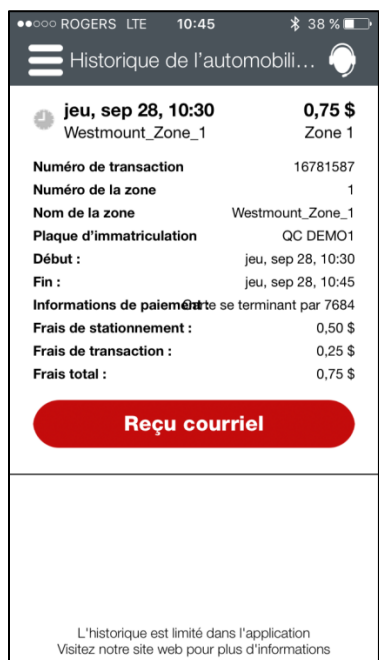 ROGERS LTE 10:45 38 %
Historique de l'automobili...
jeu, sep 28, 10:30 0,75 $
Westmount_Zone_1 Zone 1
Numéro de transaction 16781587
Numéro de la zone 1
Nom de la zone Westmount_Zone_1
Plaque d'immatriculation QC DEMO1
Début : jeu, sep 28, 10:30
Fin : jeu, sep 28, 10:45
Informations de paiement : Carte se terminant par 7684
Frais de stationnement : 0,50 $
Frais de transaction : 0,25 $
Frais total : 0,75 $
Reçu courriel
L'historique est limité dans l'application
Visitez notre site web pour plus d'informations